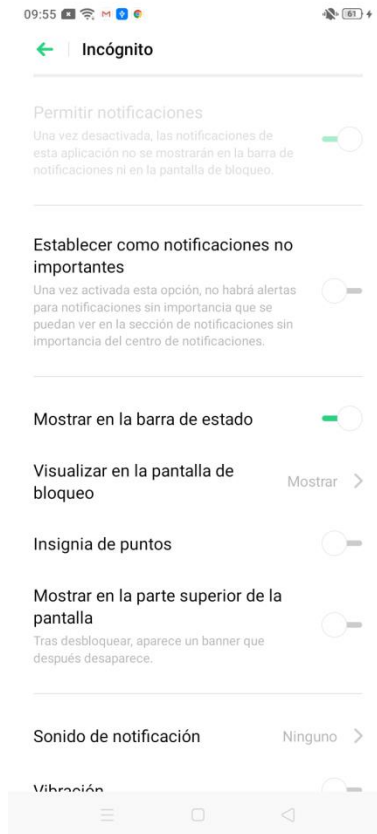 09:55
61
Incógnito
Permitir notificaciones
Una vez desactivada, las notificaciones de
esta aplicación no se mostrarán en la barra de
notificaciones ni en la pantalla de bloqueo.
Establecer como notificaciones no
importantes
Una vez activada esta opción, no habrá alertas
para notificaciones sin importancia que se
puedan ver en la sección de notificaciones sin
importancia del centro de notificaciones.
Mostrar en la barra de estado
Visualizar en la pantalla de
bloqueo
Mostrar
Insignia de puntos
Mostrar en la parte superior de la
pantalla
Tras desbloquear, aparece un banner que
después desaparece.
Sonido de notificación
Ninguno
Vibración